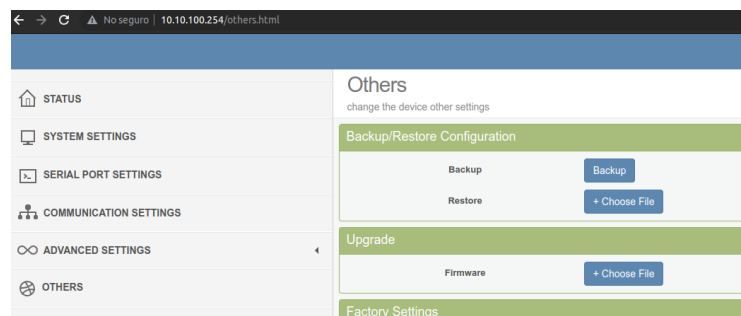 No seguro | 10.10.100.254/others.html
STATUS
SYSTEM SETTINGS
SERIAL PORT SETTINGS
COMMUNICATION SETTINGS
ADVANCED SETTINGS
OTHERS
Others
change the device other settings
Backup/Restore Configuration
Backup Backup
Restore + Choose File
Upgrade
Firmware + Choose File
Factory Settings